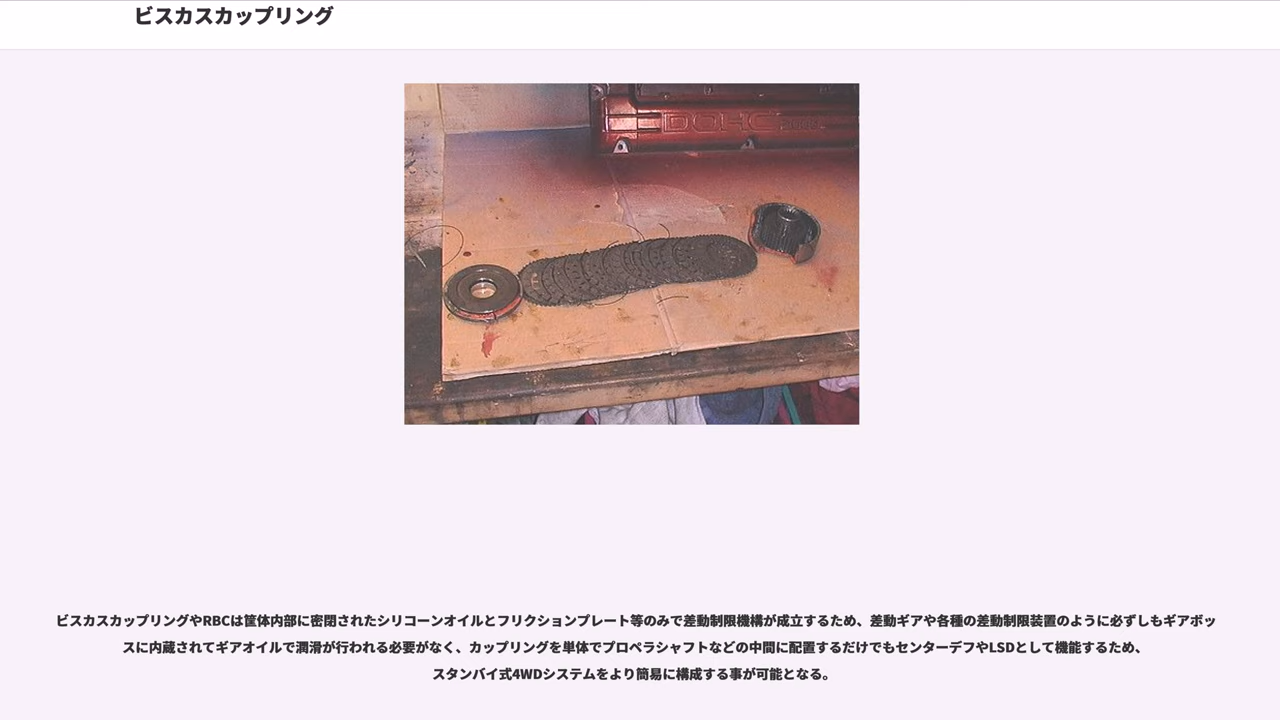 ビスカスカップリング
DOHC
ビスカスカップリングやRBCは筐体内部に密閉されたシリコーンオイルとフリクションプレート等のみで差動制限機構が成立するため、差動ギアや各種の差動制限装置のように必ずしもギアボッ
スに内蔵されてギアオイルで潤滑が行われる必要がなく、カップリングを単体でプロペラシャフトなどの中間に配置するだけでもセンターデフやLSDとして機能するため、
スタンバイ式4WDシステムをより簡易に構成する事が可能となる。